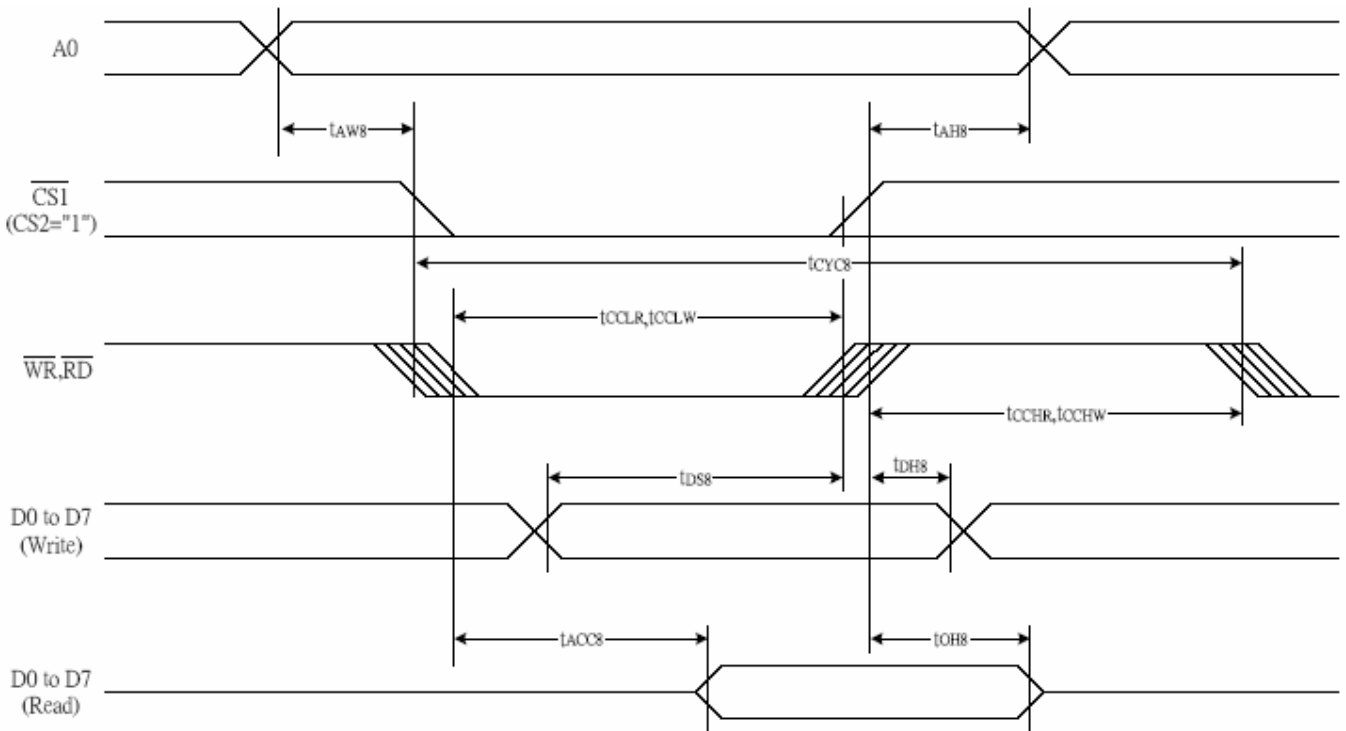 A0
tAW8
tAH8
CS1
(CS2="1")
tCYC8
tCCLR,tCCLW
WR,RD
tCCHR,tCCHW
tDS8
tDH8
D0 to D7
(Write)
tACC8
tOH8
D0 to D7
(Read)